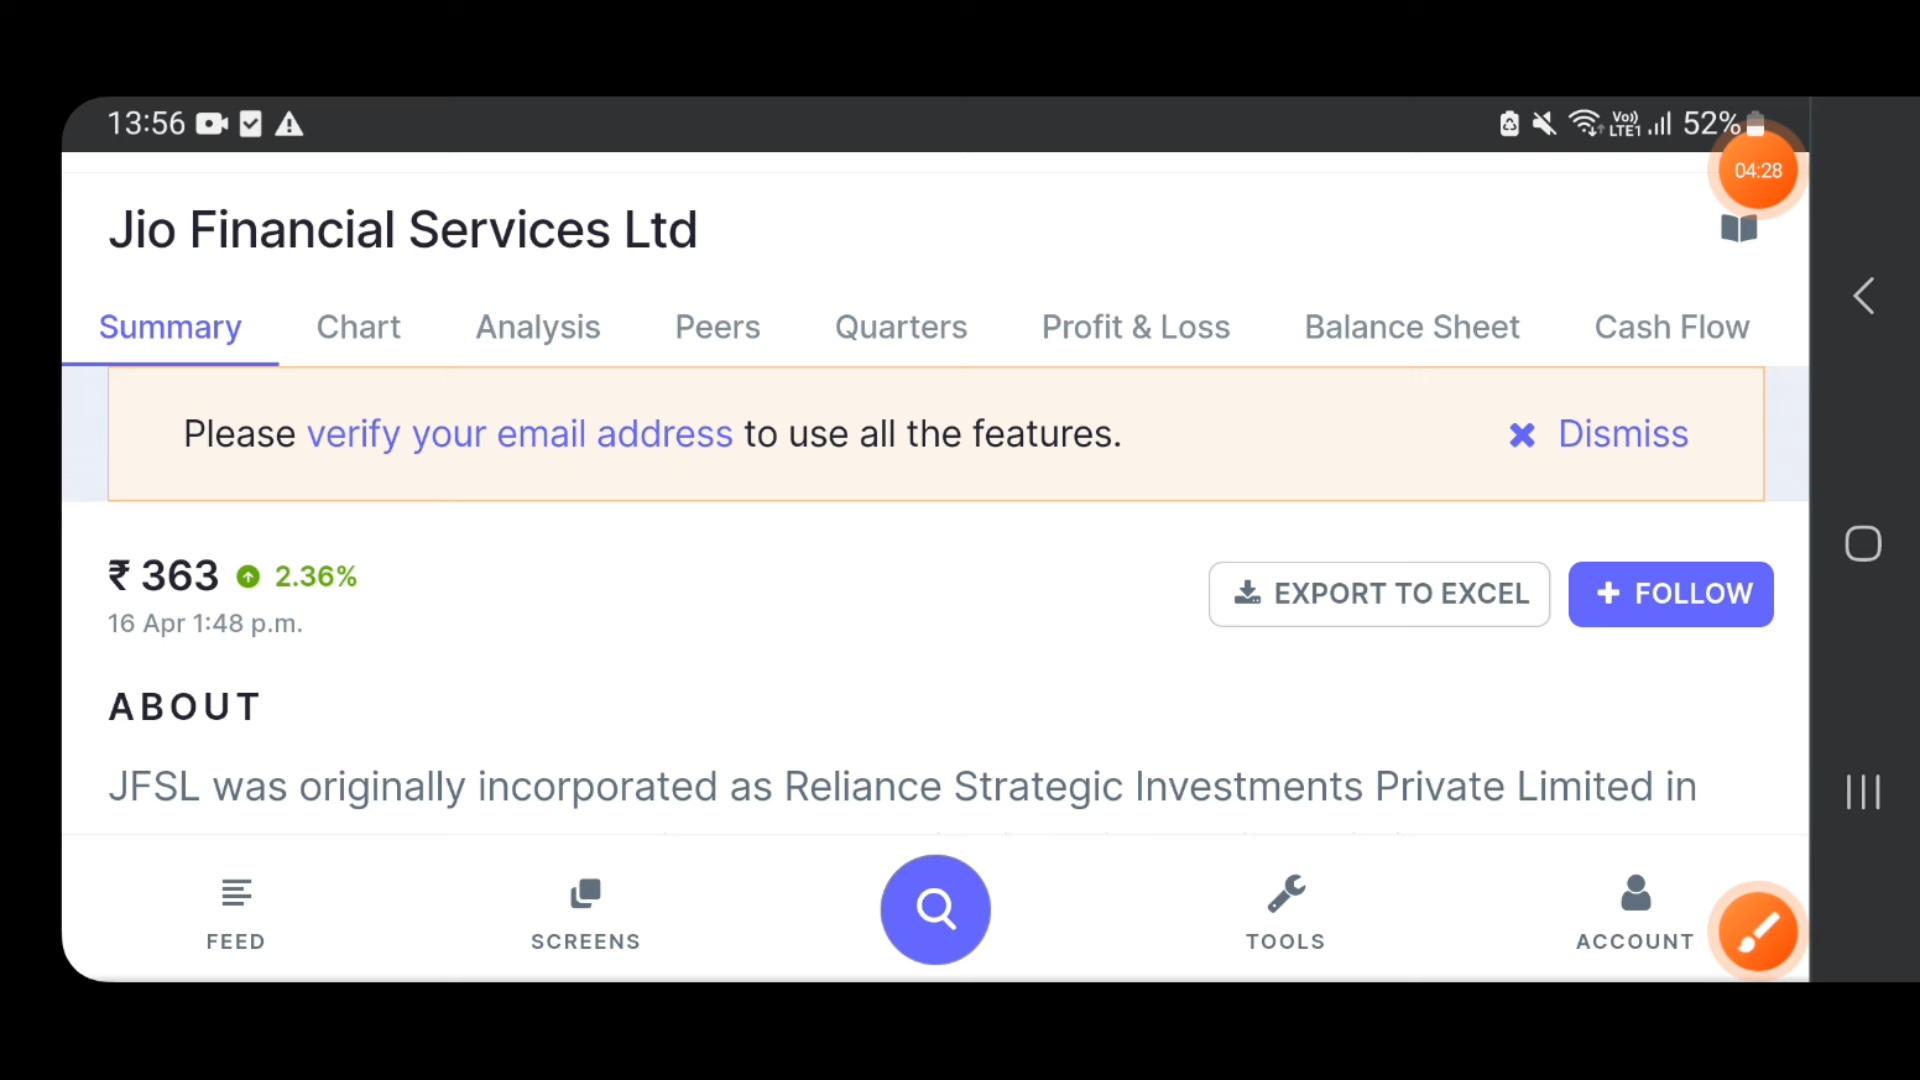 13:56
Vo))
LTE1
52%
04:28
Jio Financial Services Ltd
Summary Chart Analysis Peers Quarters Profit & Loss Balance Sheet Cash Flow
Please verify your email address to use all the features.
Dismiss
₹ 363 2.36%
16 Apr 1:48 p.m.
EXPORT TO EXCEL
+ FOLLOW
ABOUT
JFSL was originally incorporated as Reliance Strategic Investments Private Limited in
FEED SCREENS TOOLS ACCOUNT